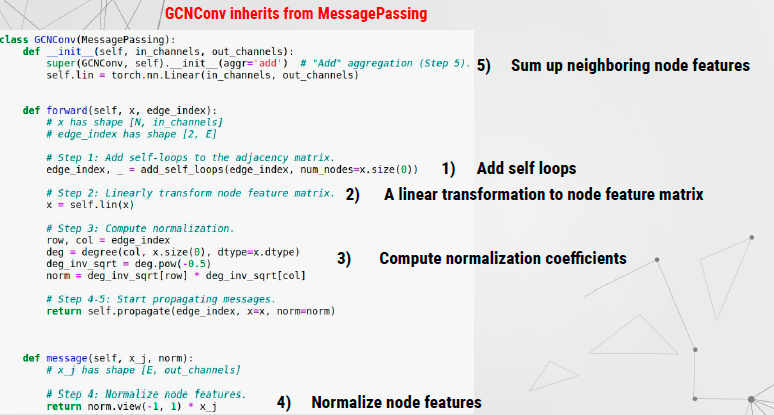 GCNConv inherits from MessagePassing
class GCNConv(MessagePassing):
def __init__(self, in_channels, out_channels):
super(GCNConv, self).__init__(aggr='add')  # "Add" aggregation (Step 5).
5) Sum up neighboring node features
self.lin = torch.nn.Linear(in_channels, out_channels)
def forward(self, x, edge_index):
# x has shape [N, in_channels]
# edge_index has shape [2, E]
# Step 1: Add self-loops to the adjacency matrix.
edge_index, _ = add_self_loops(edge_index, num_nodes=x.size(0))
1) Add self loops
# Step 2: Linearly transform node feature matrix.
2) A linear transformation to node feature matrix
x = self.lin(x)
# Step 3: Compute normalization.
row, col = edge_index
deg = degree(col, x.size(0), dtype=x.dtype)
3) Compute normalization coefficients
deg_inv_sqrt = deg.pow(-0.5)
norm = deg_inv_sqrt[row] * deg_inv_sqrt[col]
# Step 4-5: Start propagating messages.
return self.propagate(edge_index, x=x, norm=norm)
def message(self, x_j, norm):
# x_j has shape [E, out_channels]
# Step 4: Normalize node features.
return norm.view(-1, 1) * x_j
4) Normalize node features